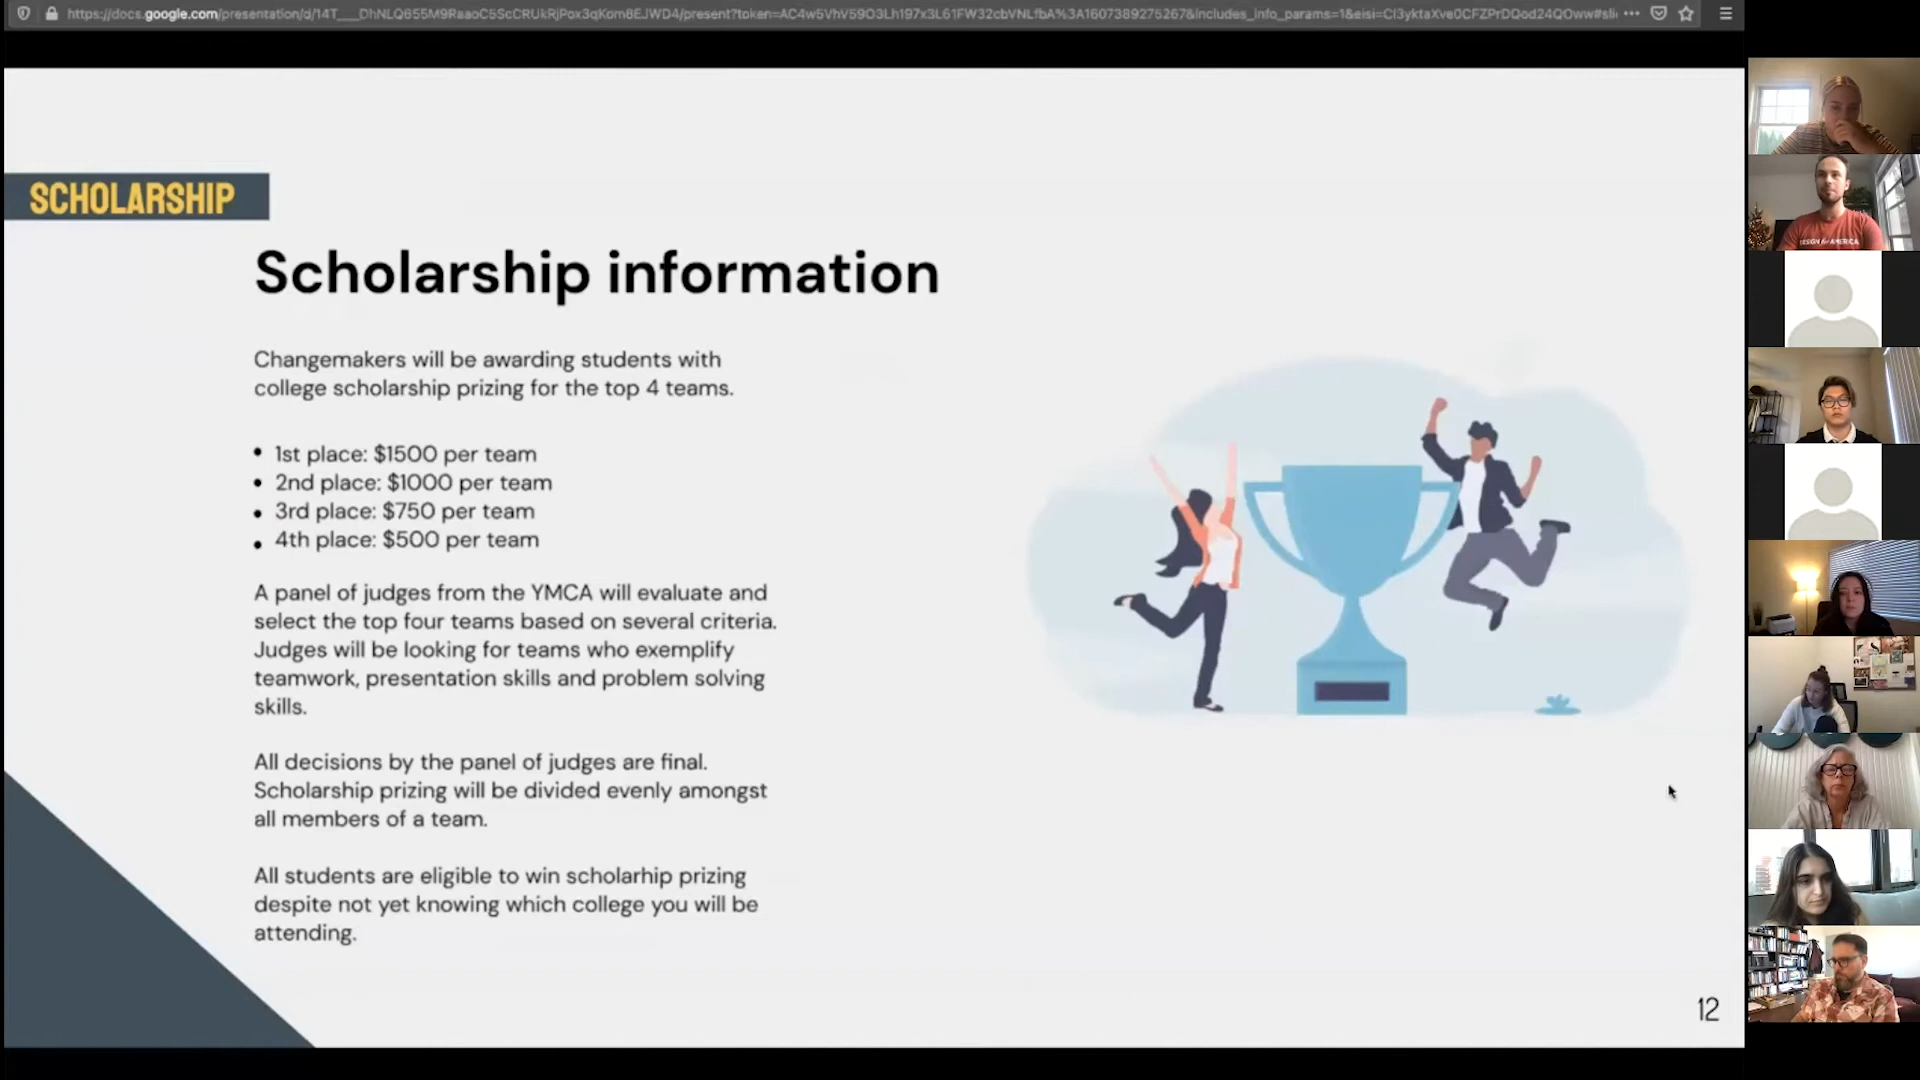 SCHOLARSHIP
Scholarship information
Changemakers will be awarding students with
college scholarship prizing for the top 4 teams.
• 1st place: $1500 per team
• 2nd place: $1000 per team
• 3rd place: $750 per team
• 4th place: $500 per team
A panel of judges from the YMCA will evaluate and
select the top four teams based on several criteria.
Judges will be looking for teams who exemplify
teamwork, presentation skills and problem solving
skills.
All decisions by the panel of judges are final.
Scholarship prizing will be divided evenly amongst
all members of a team.
All students are eligible to win scholarhip prizing
despite not yet knowing which college you will be
attending.
12